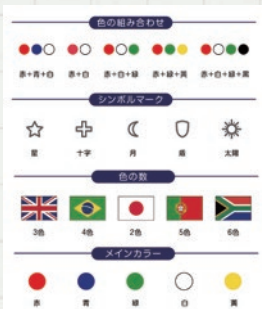 色の組み合わせ
赤+青+白 赤+白 赤+白+緑 赤+緑+黄 赤+白+緑+黒
シンボルマーク
星 十字 月 盾 太陽
色の数
3色 4色 2色 5色 6色
メインカラー
赤 青 緑 白 黄